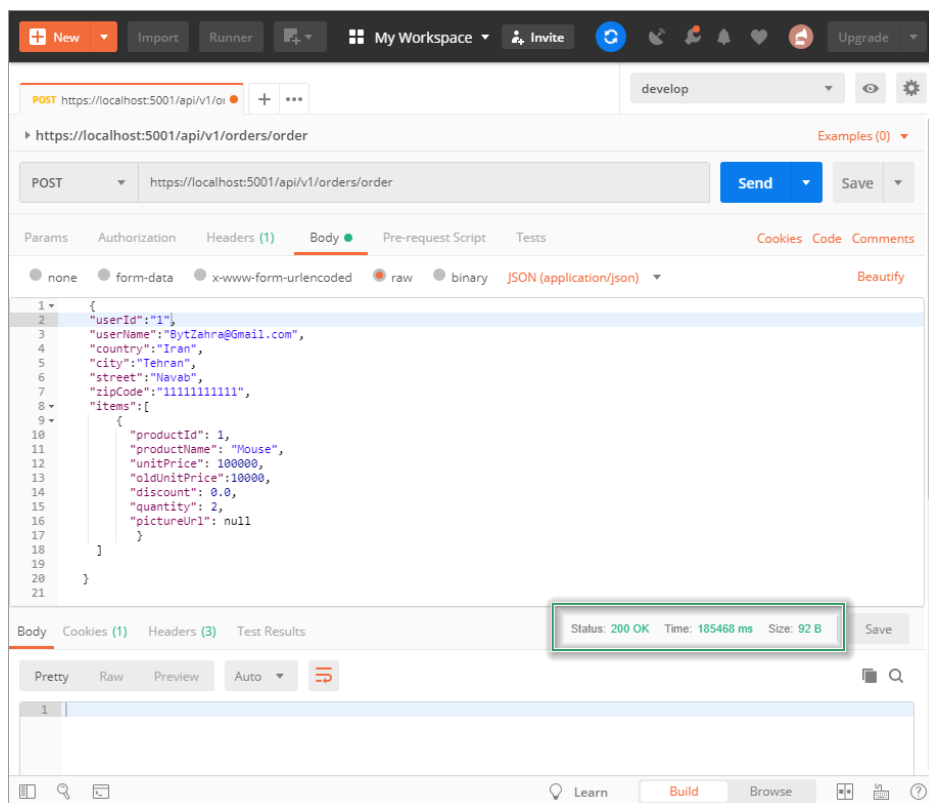 New Import Runner My Workspace Invite Upgrade
POST https://localhost:5001/api/v1/or + ••• develop
https://localhost:5001/api/v1/orders/order Examples (0)
POST https://localhost:5001/api/v1/orders/order Send Save
Params Authorization Headers (1) Body Pre-request Script Tests Cookies Code Comments
none form-data x-www-form-urlencoded raw binary JSON (application/json) Beautify
1 {
2 "userId":"1",
3 "userName":"BytZahra@Gmail.com",
4 "country":"Iran",
5 "city":"Tehran",
6 "street":"Navab",
7 "zipCode":"11111111111",
8 "items":[
9 {
10 "productId": 1,
11 "productName": "Mouse",
12 "unitPrice": 100000,
13 "oldUnitPrice":10000,
14 "discount": 0.0,
15 "quantity": 2,
16 "pictureUrl": null
17 }
18 ]
19
20 }
21
Body Cookies (1) Headers (3) Test Results Status: 200 OK Time: 185468 ms Size: 92 B Save
Pretty Raw Preview Auto
1
Learn Build Browse